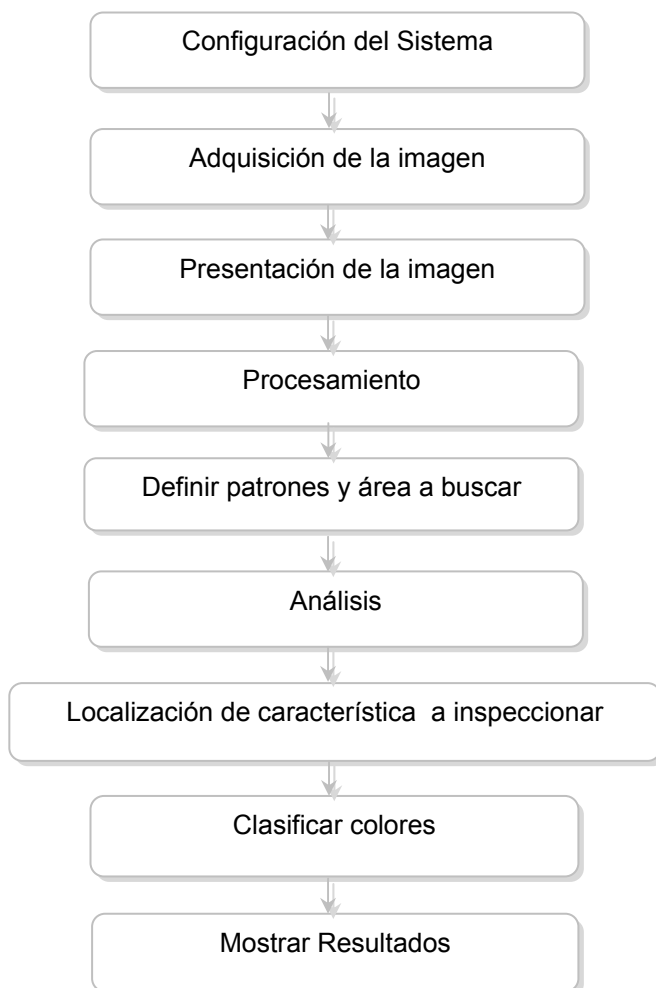 Configuración del Sistema
Adquisición de la imagen
Presentación de la imagen
Procesamiento
Definir patrones y área a buscar
Análisis
Localización de característica a inspeccionar
Clasificar colores
Mostrar Resultados